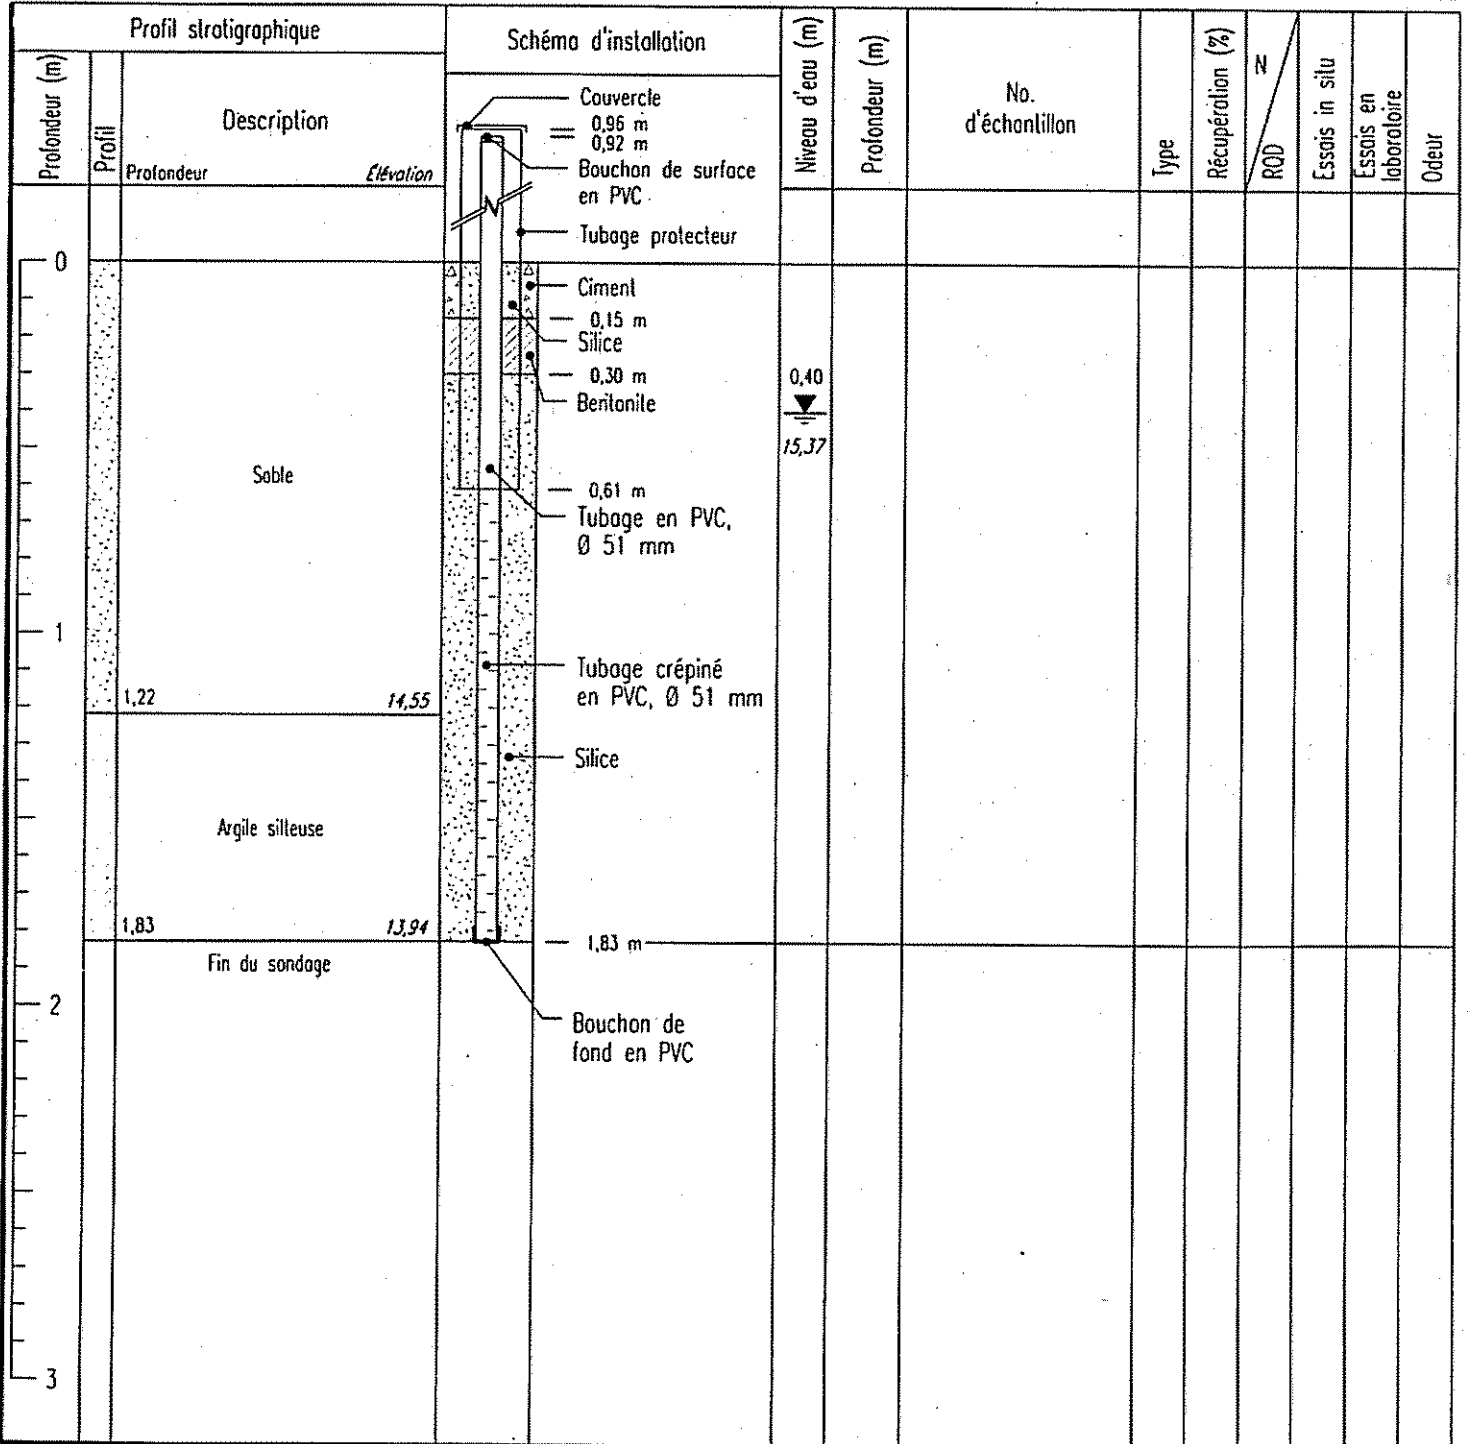 Profil stratigraphique
Schéma d'installation
Profondeur (m)
Profil
Description
Profondeur Élévation
Niveau d'eau (m)
Profondeur (m)
No.
d'échantillon
Type
Récupération (%)
N
RQD
Essais in situ
Essais en
laboratoire
Odeur
Couvercle
0,96 m
0,92 m
Bouchon de surface
en PVC
Tubage protecteur
0
Ciment
0,15 m
Silice
0,30 m
Bentonite
0,40
15,37
Sable
0,61 m
Tubage en PVC,
Ø 51 mm
1
Tubage crépiné
en PVC, Ø 51 mm
1,22 14,55
Silice
Argile silteuse
1,83 13,94
1,83 m
Fin du sondage
2
Bouchon de
fond en PVC
3